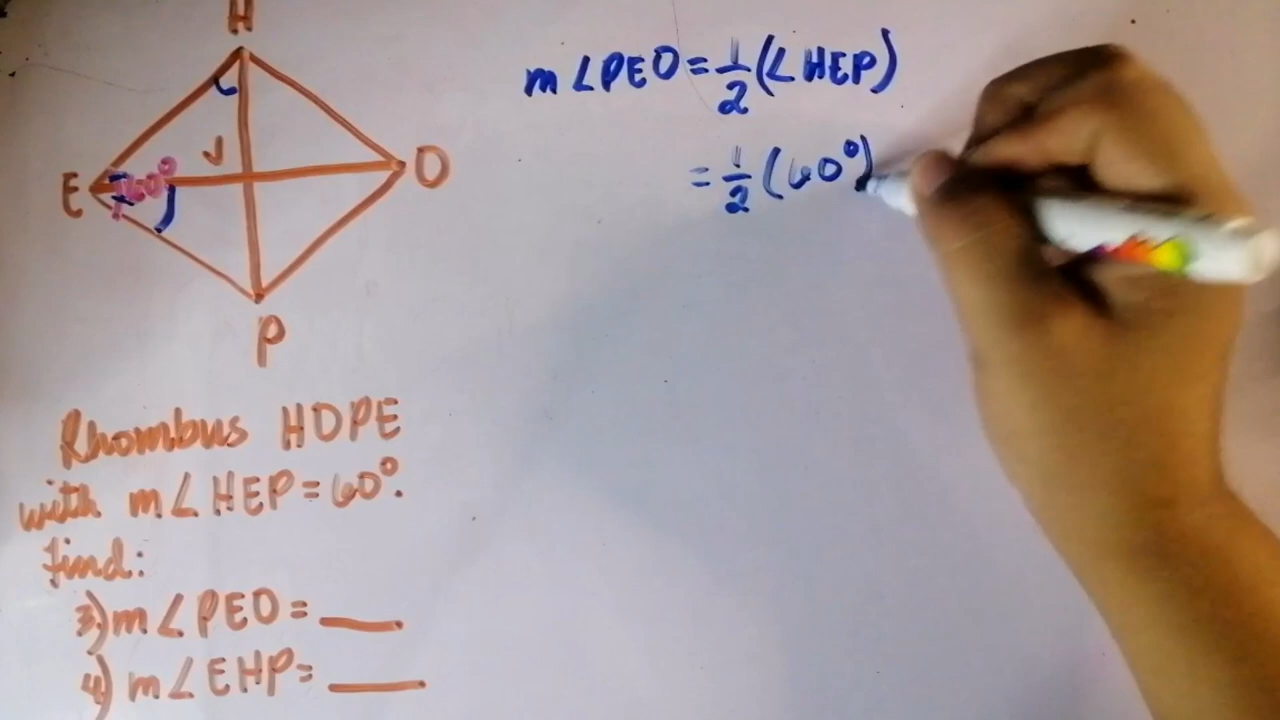 H
E 60° O
P
m∠PEO = 1/2 (∠HEP)
= 1/2 (60°)
Rhombus HOPE
with m∠HEP = 60°.
find:
3) m∠PEO = ___
4) m∠EHP = ___